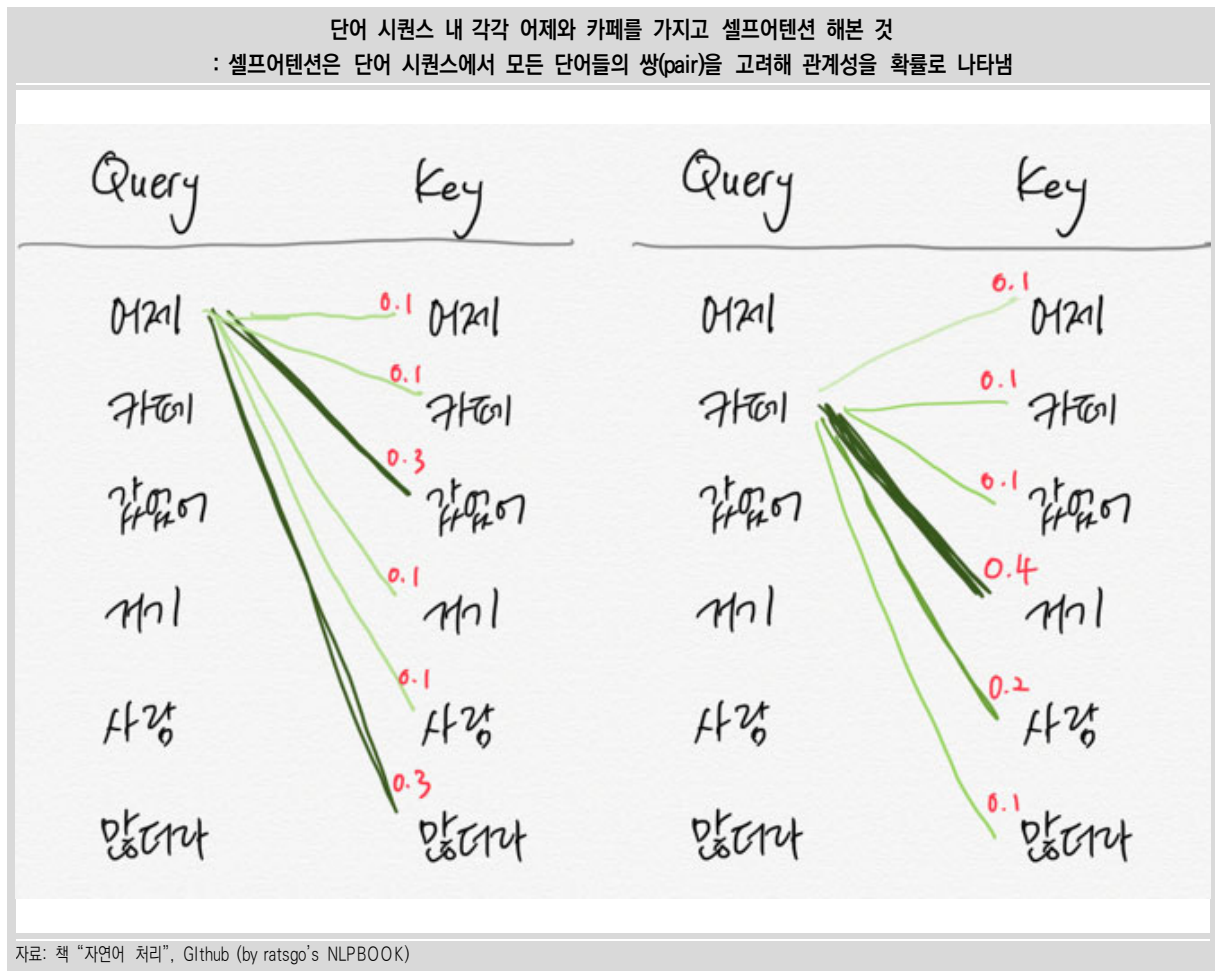 단어 시퀀스 내 각각 어제와 카페를 가지고 셀프어텐션 해본 것
: 셀프어텐션은 단어 시퀀스에서 모든 단어들의 쌍(pair)을 고려해 관계성을 확률로 나타냄
Query Key Query Key
어제 0.1 어제 어제 0.1 어제
카페 0.1 카페 카페 0.1 카페
갔었어 0.3 갔었어 갔었어 0.1 갔었어
거기 0.1 거기 거기 0.4 거기
사람 0.1 사람 사람 0.2 사람
많더라 0.3 많더라 많더라 0.1 많더라
자료: 책 “자연어 처리”, GIthub (by ratsgo’s NLPBOOK)